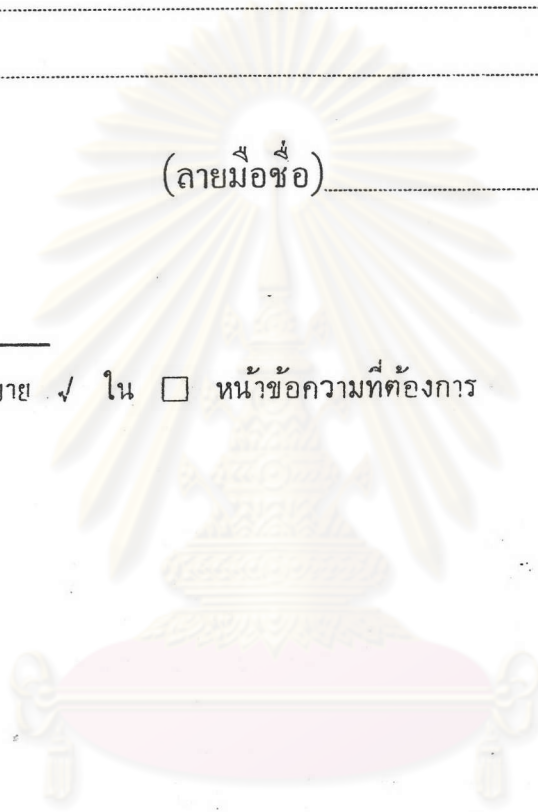 (ลายมือชื่อ)
าย ✓ ใน ☐ หน้าข้อความที่ต้องการ